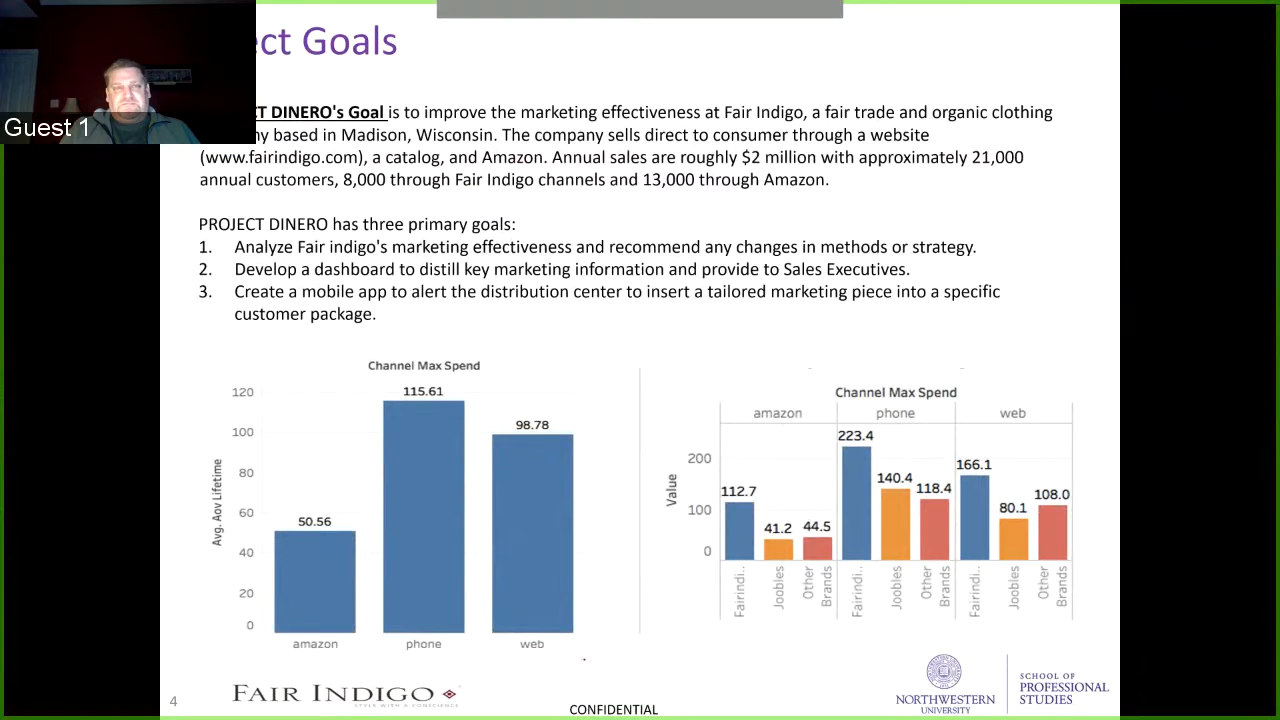 ct Goals
Guest 1
CT DINERO's Goal is to improve the marketing effectiveness at Fair Indigo, a fair trade and organic clothing
ny based in Madison, Wisconsin. The company sells direct to consumer through a website
(www.fairindigo.com), a catalog, and Amazon. Annual sales are roughly $2 million with approximately 21,000
annual customers, 8,000 through Fair Indigo channels and 13,000 through Amazon.
PROJECT DINERO has three primary goals:
1. Analyze Fair indigo's marketing effectiveness and recommend any changes in methods or strategy.
2. Develop a dashboard to distill key marketing information and provide to Sales Executives.
3. Create a mobile app to alert the distribution center to insert a tailored marketing piece into a specific
customer package.
Channel Max Spend
120
100
80
60
40
20
0
Avg. Aov Lifetime
50.56
115.61
98.78
amazon phone web
Channel Max Spend
amazon phone web
Value
200
100
0
112.7 41.2 44.5 223.4 140.4 118.4 166.1 80.1 108.0
Fairindi.. Joobles Other Brands Fairindi.. Joobles Other Brands Fairindi.. Joobles Other Brands
4
FAIR INDIGO
STYLE WITH A CONSCIENCE
CONFIDENTIAL
NORTHWESTERN
UNIVERSITY
SCHOOL OF
PROFESSIONAL
STUDIES